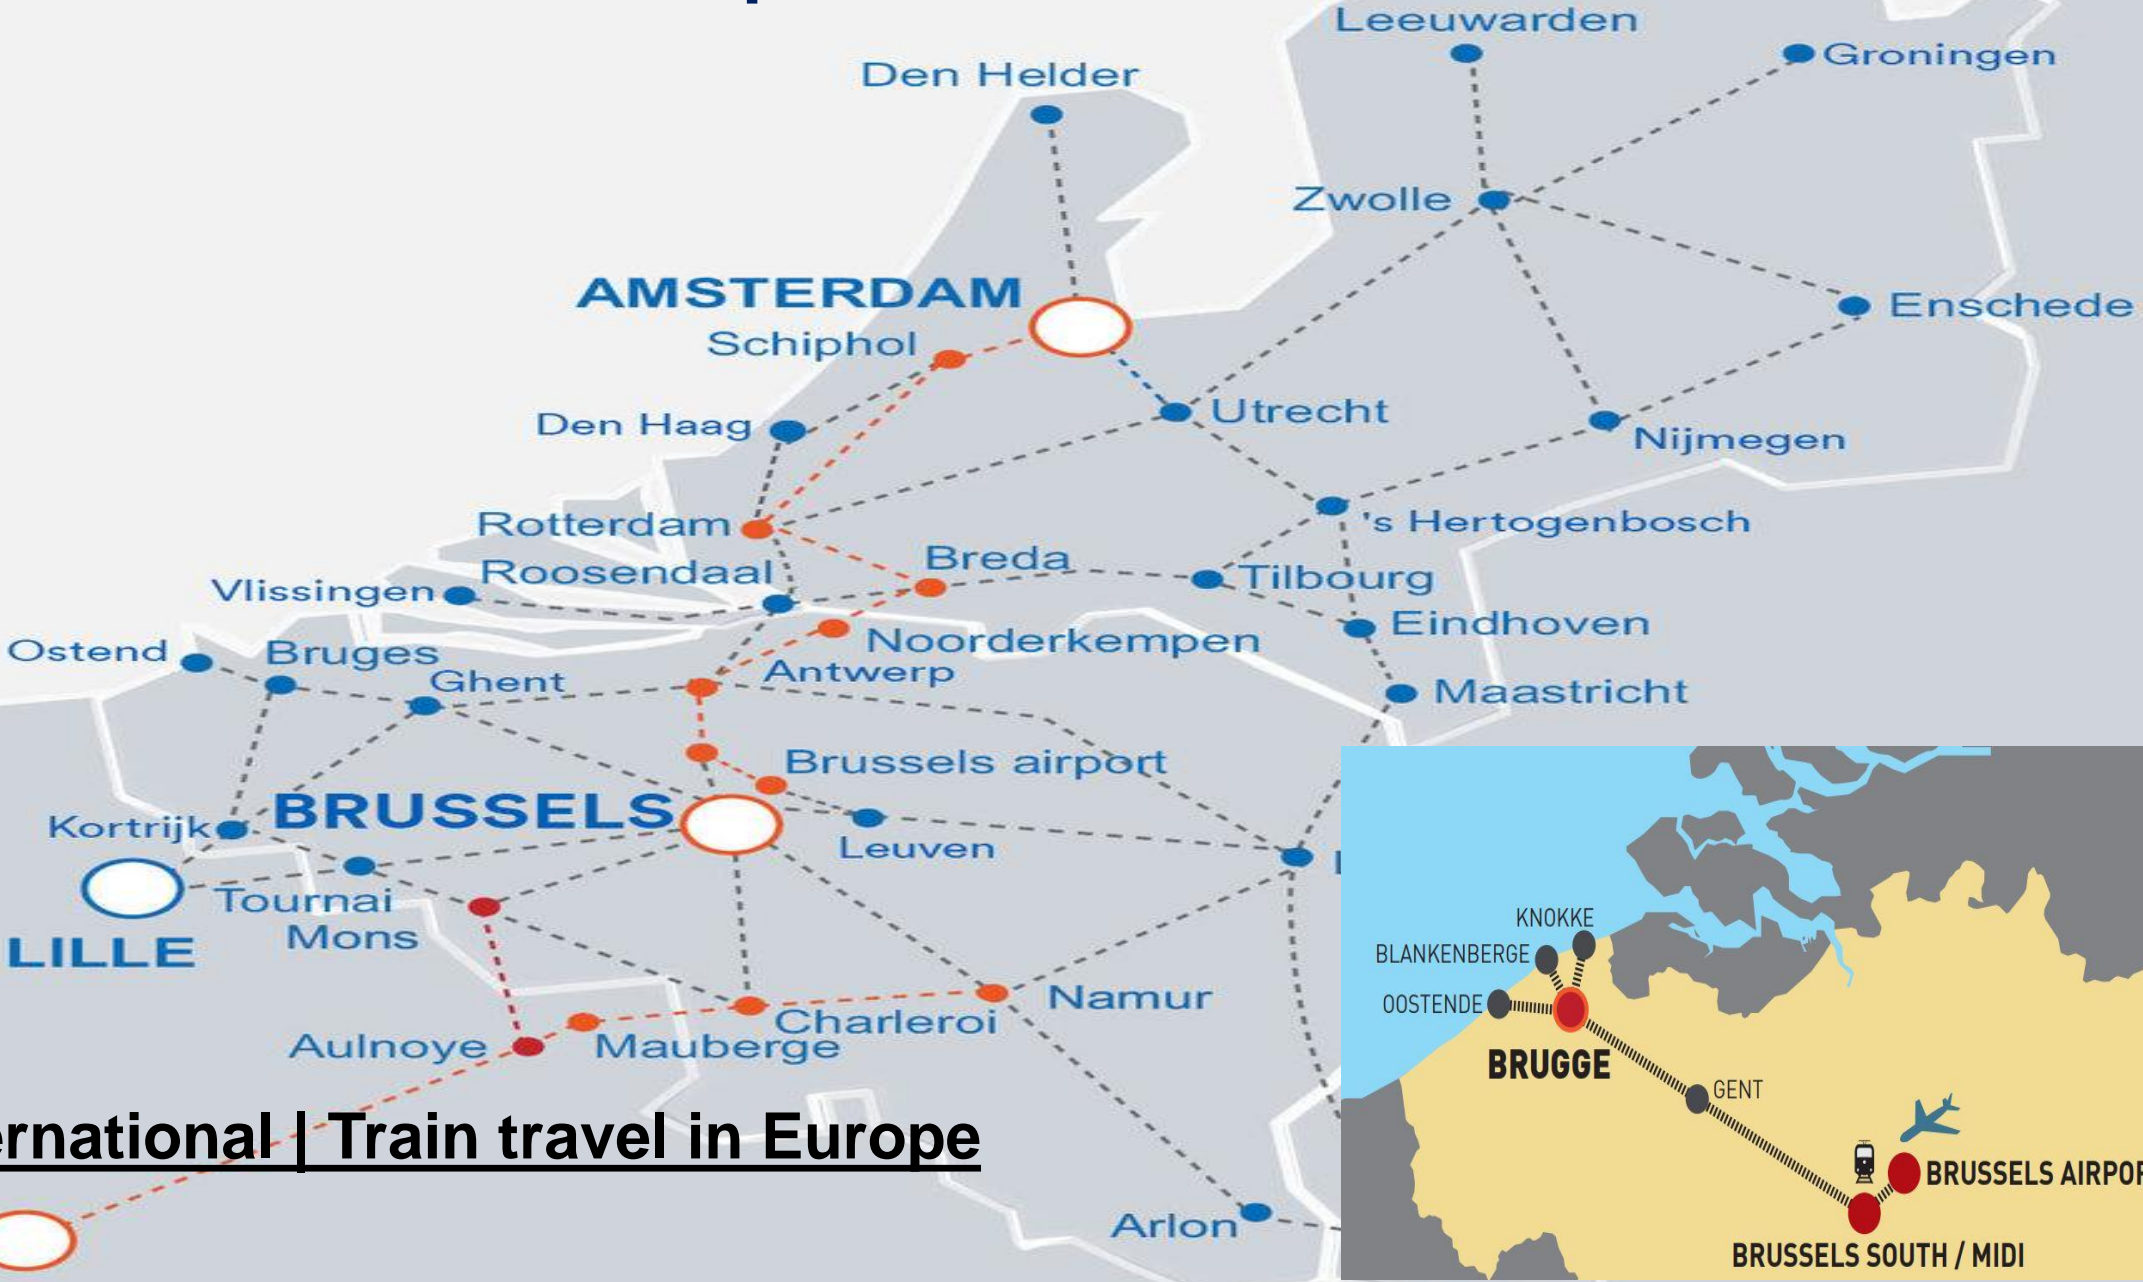 Leeuwarden
Groningen
Den Helder
Zwolle
AMSTERDAM
Enschede
Schiphol
Den Haag
Utrecht
Nijmegen
Rotterdam
's Hertogenbosch
Breda
Roosendaal
Tilbourg
Vlissingen
Eindhoven
Noorderkempen
Ostend
Bruges
Ghent
Antwerp
Maastricht
Brussels airport
BRUSSELS
Kortrijk
Leuven
Tournai
Mons
LILLE
Namur
Charleroi
Aulnoye
Mauberge
ernational | Train travel in Europe
Arlon
KNOKKE
BLANKENBERGE
OOSTENDE
BRUGGE
GENT
BRUSSELS AIRPOR
BRUSSELS SOUTH / MIDI